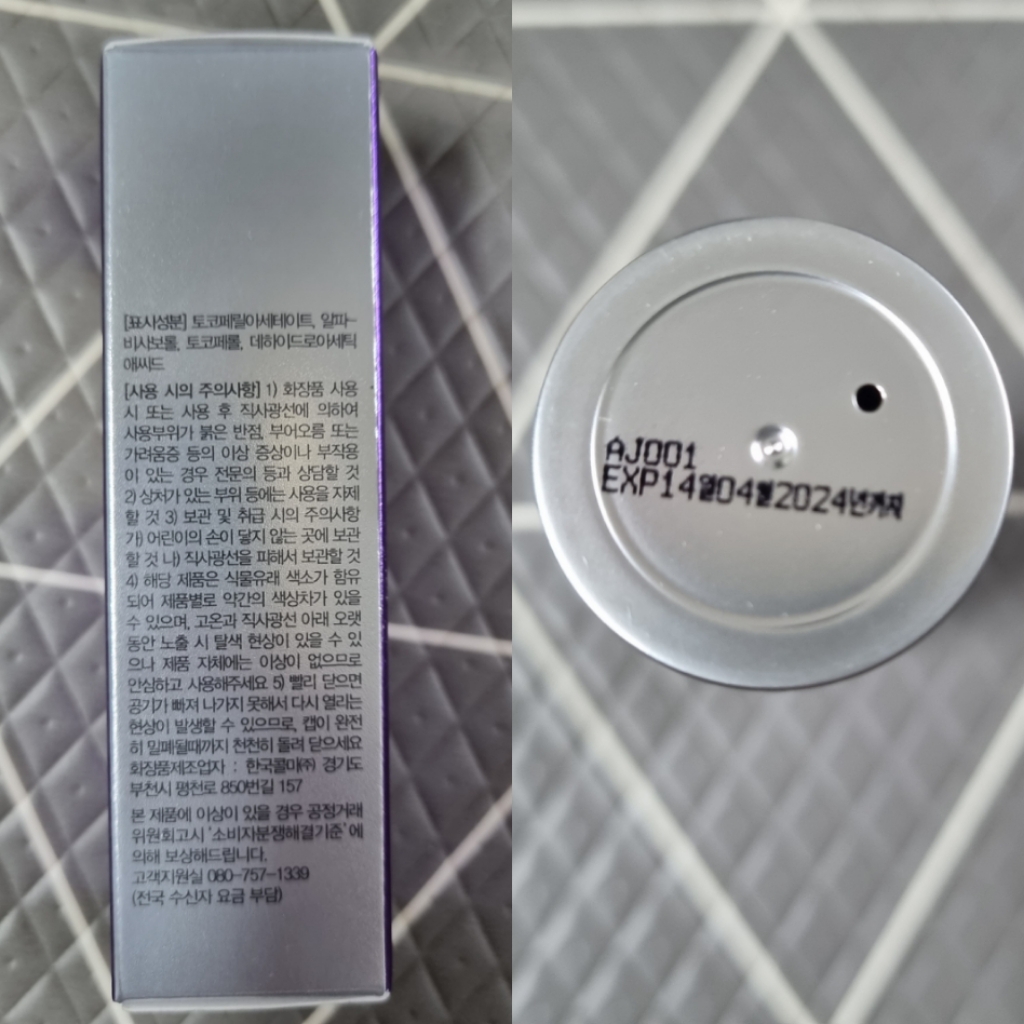 [표시성분] 토코페릴아세테이트, 알파-
비사보롤, 토코페롤, 데하이드로아세틱
애씨드
[사용 시의 주의사항] 1) 화장품 사용
시 또는 사용 후 직사광선에 의하여
사용부위가 붉은 반점, 부어오름 또는
가려움증 등의 이상 증상이나 부작용
이 있는 경우 전문의 등과 상담할 것
2) 상처가 있는 부위 등에는 사용을 자제
할 것 3) 보관 및 취급 시의 주의사항
가) 어린이의 손이 닿지 않는 곳에 보관
할 것 나) 직사광선을 피해서 보관할 것
4) 해당 제품은 식물유래 색소가 함유
되어 제품별로 약간의 색상차가 있을
수 있으며, 고온과 직사광선 아래 오랫
동안 노출 시 탈색 현상이 있을 수 있
으나 제품 자체에는 이상이 없으므로
안심하고 사용해주세요 5) 빨리 닫으면
공기가 빠져 나가지 못해서 다시 열리는
현상이 발생할 수 있으므로, 캡이 완전
히 밀폐될때까지 천천히 돌려 닫으세요
화장품제조업자 : 한국콜마㈜ 경기도
부천시 평천로 850번길 157
본 제품에 이상이 있을 경우 공정거래
위원회고시 '소비자분쟁해결기준'에
의해 보상해드립니다.
고객지원실 080-757-1339
(전국 수신자 요금 부담)
AJ001
EXP14일04월2024년까지